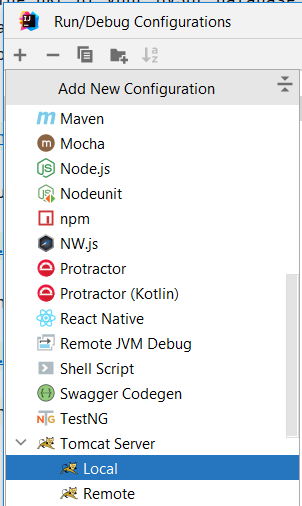 Run/Debug Configurations
Add New Configuration
Maven
Mocha
Node.js
Nodeunit
npm
NW.js
Protractor
Protractor (Kotlin)
React Native
Remote JVM Debug
Shell Script
Swagger Codegen
TestNG
Tomcat Server
Local
Remote